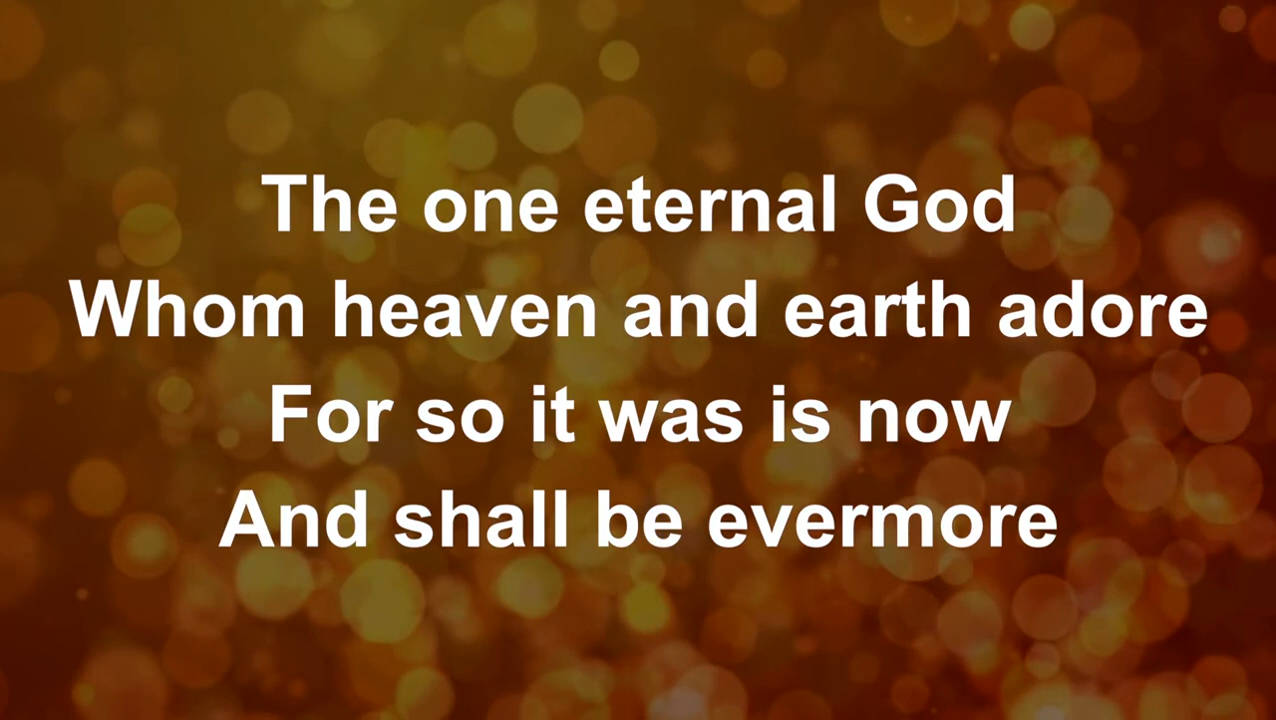 The one eternal God
Whom heaven and earth adore
For so it was is now
And shall be evermore